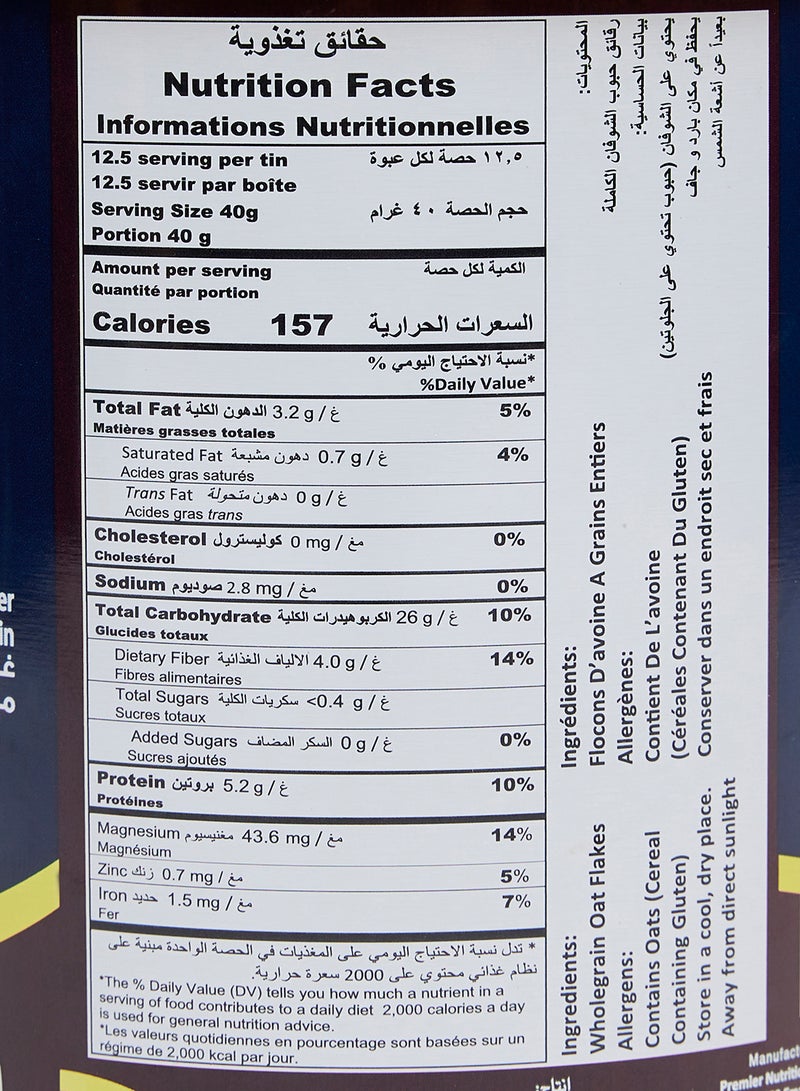 حقائق تغذوية
Nutrition Facts
Informations Nutritionnelles
12.5 serving per tin ١٢,٥ حصة لكل عبوة
12.5 servir par boîte
Serving Size 40g حجم الحصة ٤٠ غرام
Portion 40 g
Amount per serving الكمية لكل حصة
Quantité par portion
Calories 157 السعرات الحرارية
*نسبة الاحتياج اليومي %
%Daily Value*
Total Fat الدهون الكلية 3.2 g / غ 5%
Matières grasses totales
Saturated Fat دهون مشبعة 0.7 g / غ 4%
Acides gras saturés
Trans Fat دهون متحولة 0 g / غ
Acides gras trans
Cholesterol كوليسترول 0 mg / مغ 0%
Cholestérol
Sodium صوديوم 2.8 mg / مغ 0%
Total Carbohydrate الكربوهيدرات الكلية 26 g / غ 10%
Glucides totaux
Dietary Fiber الالياف الغذائية 4.0 g / غ 14%
Fibres alimentaires
Total Sugars سكريات الكلية <0.4 g / غ
Sucres totaux
Added Sugars السكر المضاف 0 g / غ 0%
Sucres ajoutés
Protein بروتين 5.2 g / غ 10%
Protéines
Magnesium مغنيسيوم 43.6 mg / مغ 14%
Magnésium
Zinc زنك 0.7 mg / مغ 5%
Iron حديد 1.5 mg / مغ 7%
Fer
* تدل نسبة الاحتياج اليومي على المغذيات في الحصة الواحدة مبنية على
نظام غذائي محتوي على 2000 سعرة حرارية.
*The % Daily Value (DV) tells you how much a nutrient in a
serving of food contributes to a daily diet 2,000 calories a day
is used for general nutrition advice.
*Les valeurs quotidiennes en pourcentage sont basées sur un
régime de 2,000 kcal par jour.
Ingredients:
Wholegrain Oat Flakes
Allergens:
Contains Oats (Cereal
Containing Gluten)
Store in a cool, dry place.
Away from direct sunlight
Ingrédients:
Flocons D'avoine A Grains Entiers
Allergènes:
Contient De L'avoine
(Céréales Contenant Du Gluten)
Conserver dans un endroit sec et frais
المحتويات:
رقائق حبوب الشوفان الكاملة
بيانات الحساسية:
يحتوي على الشوفان (حبوب تحتوي على الجلوتين)
يحفظ في مكان بارد و جاف
بعيداً عن أشعة الشمس
er
in
Manufact
Premier Nutriti